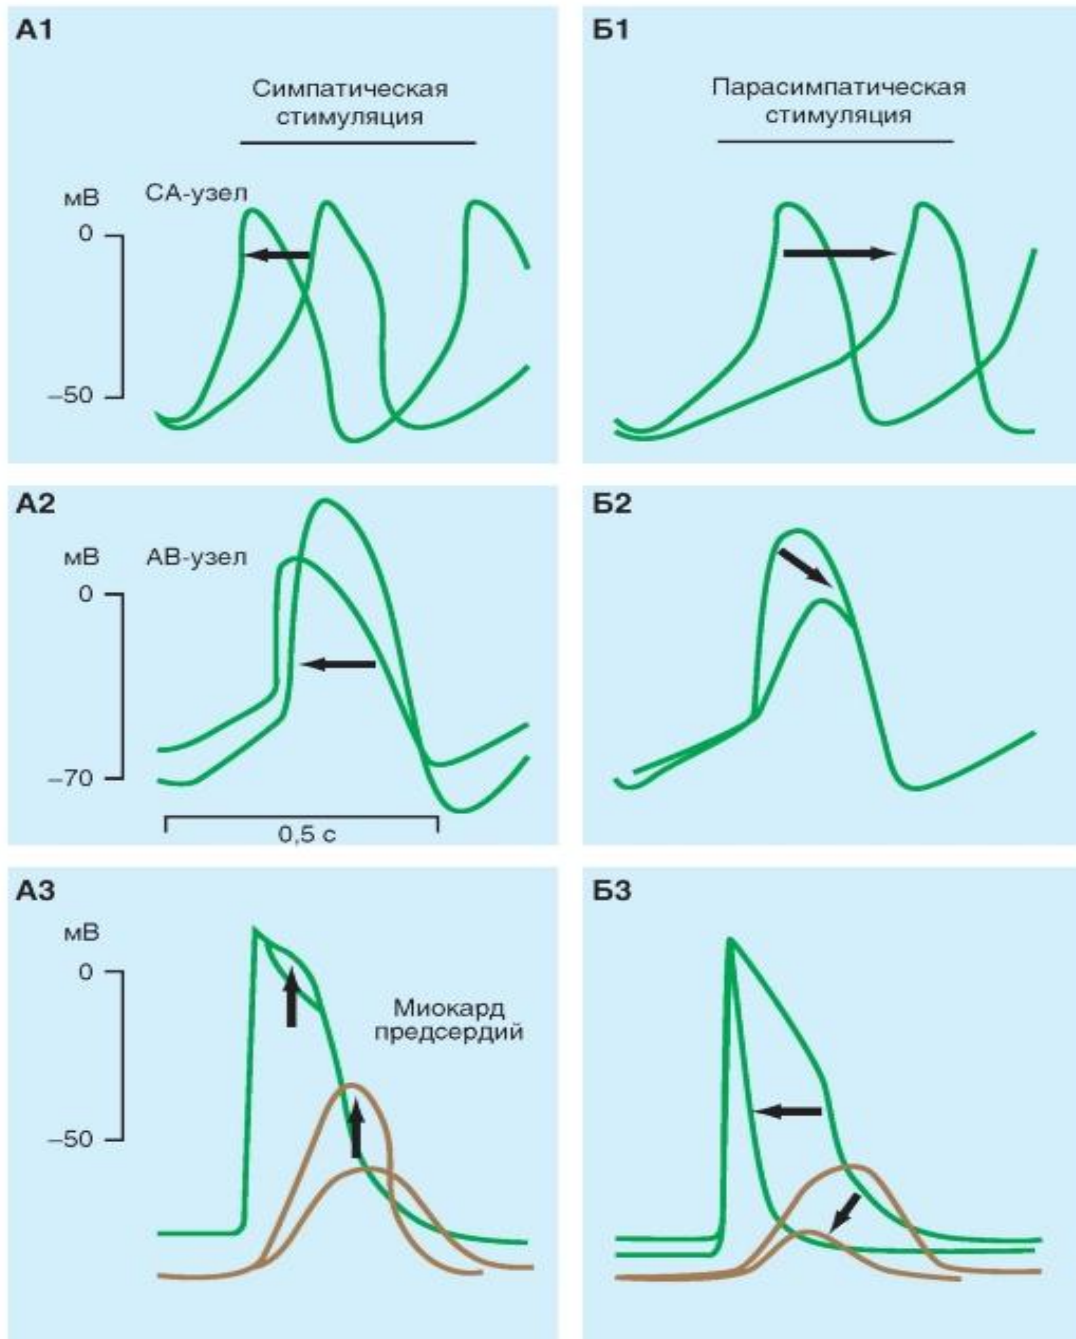 А1
Симпатическая
стимуляция
мВ
СА-узел
0
−50
Б1
Парасимпатическая
стимуляция
А2
мВ
АВ-узел
0
−70
0,5 с
Б2
А3
мВ
0
Миокард
предсердий
−50
Б3